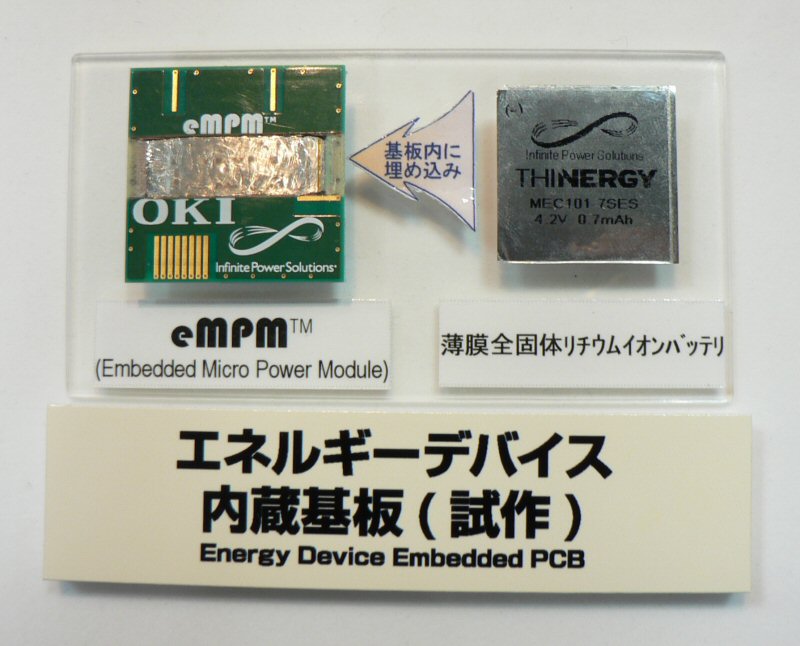 eMPM™
OKI
Infinite Power Solutions®
基板内に
埋め込み
(-)
Infinite Power Solutions
THINERGY
MEC101-7SES
4.2V 0.7mAh
eMPM™
(Embedded Micro Power Module)
薄膜全固体リチウムイオンバッテリ
エネルギーデバイス
内蔵基板(試作)
Energy Device Embedded PCB